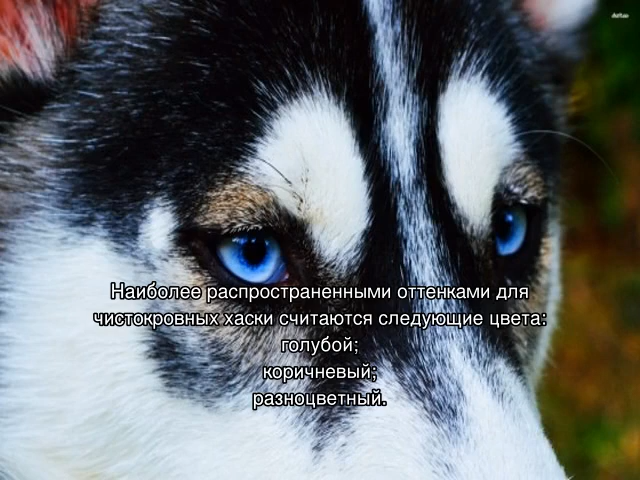 Наиболее распространенными оттенками для
чистокровных хаски считаются следующие цвета:
голубой;
коричневый;
разноцветный.